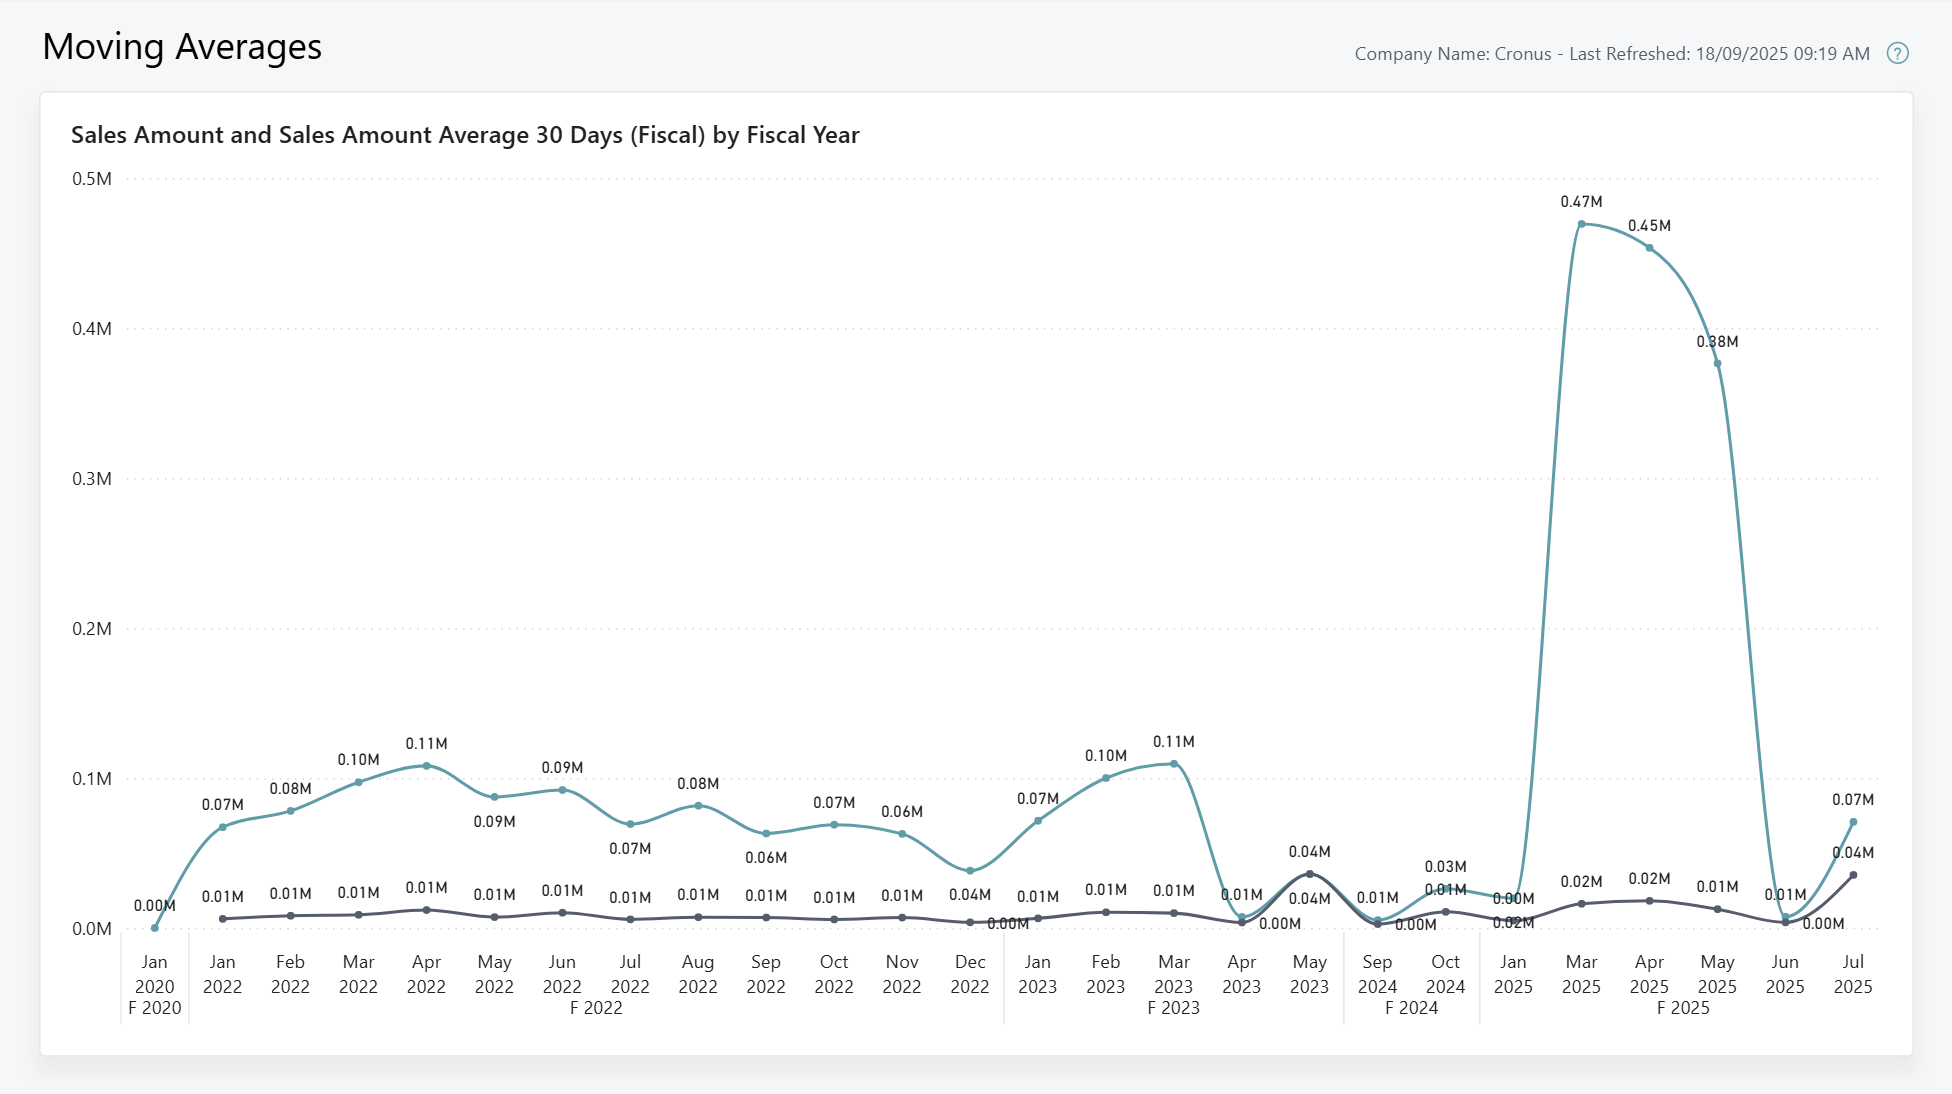 Moving Averages
Company Name: Cronus - Last Refreshed: 18/09/2025 09:19 AM ?
Sales Amount and Sales Amount Average 30 Days (Fiscal) by Fiscal Year
0.5M
0.47M
0.45M
0.4M
0.38M
0.3M
0.2M
0.11M 0.11M
0.10M 0.09M 0.10M
0.1M
0.08M 0.08M
0.07M 0.07M 0.06M 0.07M 0.07M
0.09M
0.07M 0.06M 0.04M 0.04M
0.03M
0.02M 0.02M 0.01M
0.01M 0.01M 0.01M 0.01M 0.01M 0.01M 0.01M 0.01M 0.01M 0.01M 0.01M 0.04M 0.01M 0.01M 0.01M 0.01M 0.04M 0.01M 0.01M 0.00M 0.01M
0.00M
0.0M
0.00M 0.00M 0.00M 0.02M 0.00M
Jan Jan Feb Mar Apr May Jun Jul Aug Sep Oct Nov Dec Jan Feb Mar Apr May Sep Oct Jan Mar Apr May Jun Jul
2020 2022 2022 2022 2022 2022 2022 2022 2022 2022 2022 2022 2022 2023 2023 2023 2023 2023 2024 2024 2025 2025 2025 2025 2025 2025
F 2020 F 2022 F 2023 F 2024 F 2025